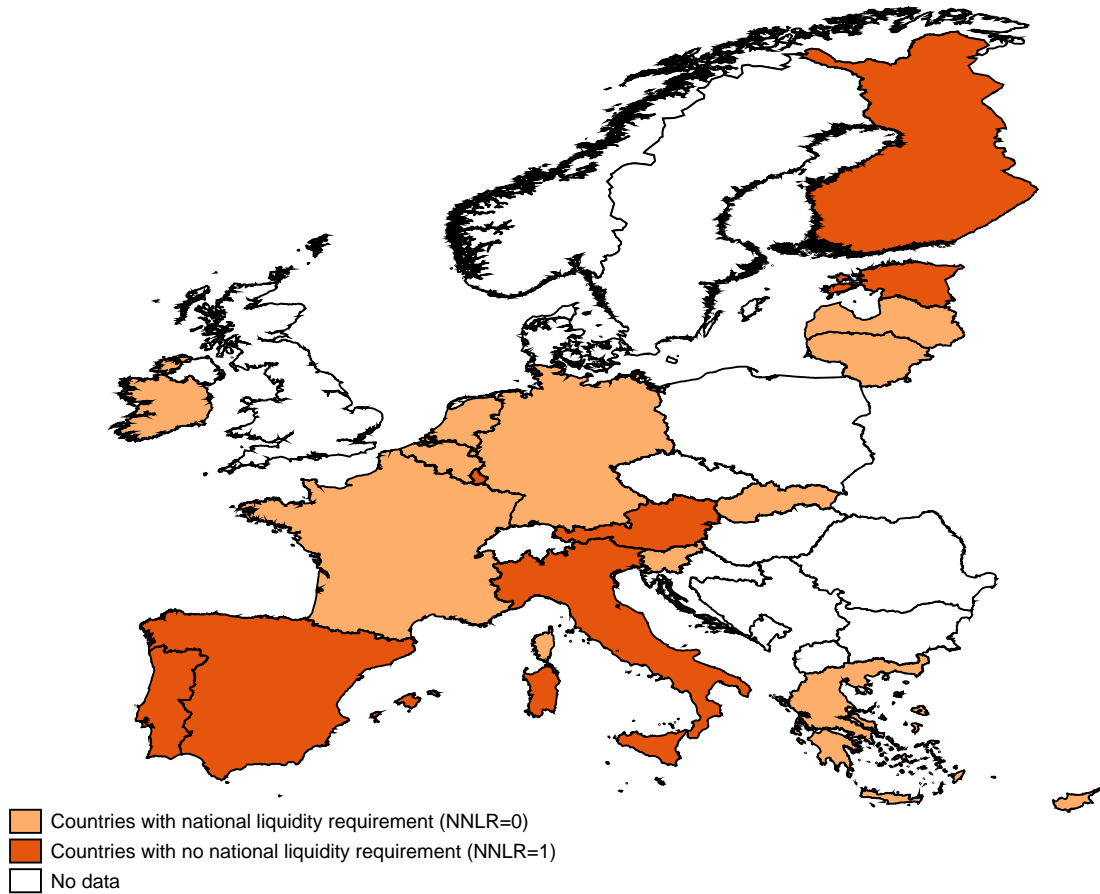 Countries with national liquidity requirement (NNLR=0)
Countries with no national liquidity requirement (NNLR=1)
No data